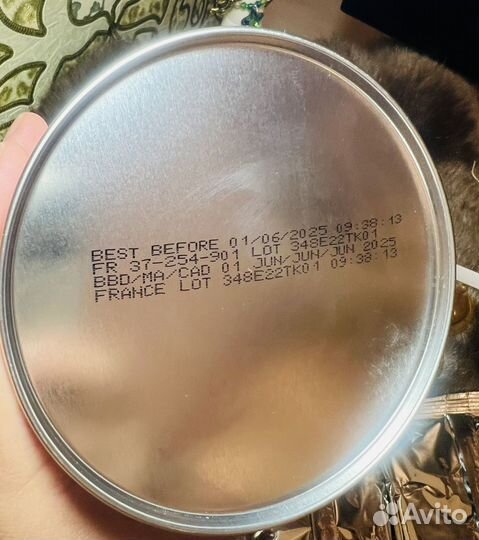 BEST BEFORE 01/06/2025 09:38:13
FR 37-254-901 LOT 348E22TK01
BBD/MA/CAD 01 JUN/JUN/JUN 2025
FRANCE LOT 348E22TK01 09:38:13
Avito